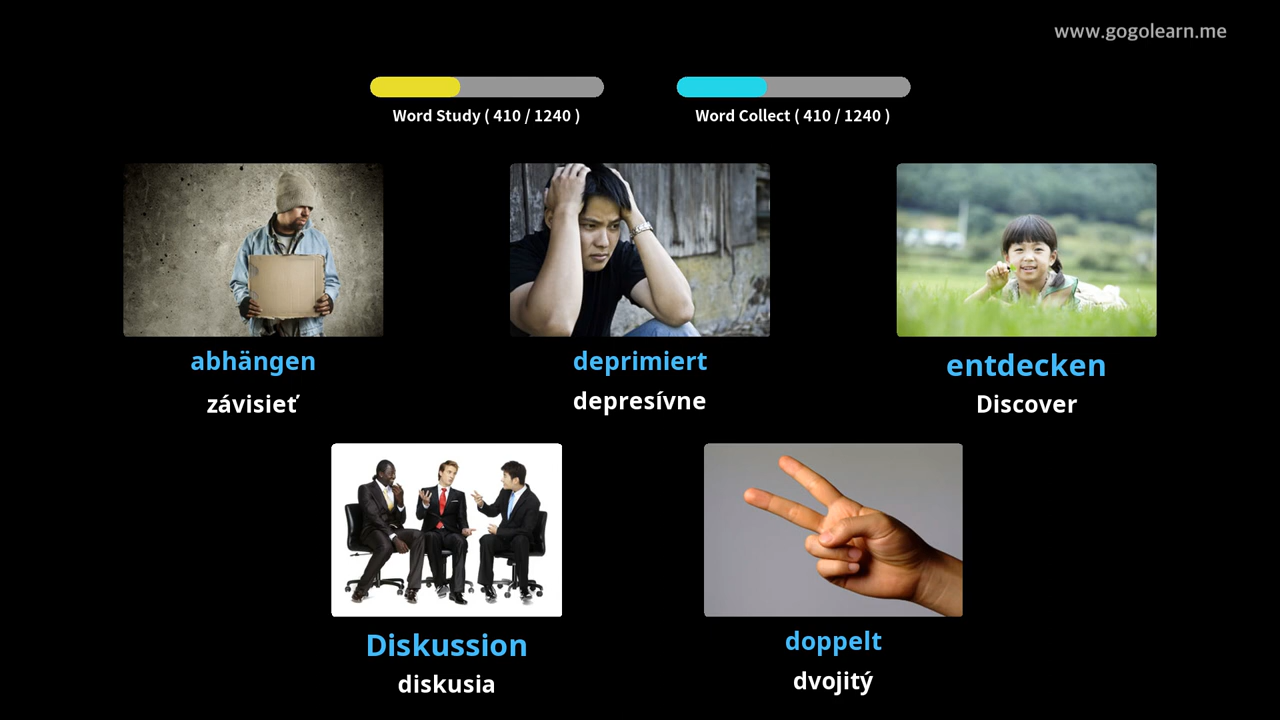 www.gogolearn.me
Word Study ( 410 / 1240 )
Word Collect ( 410 / 1240 )
abhängen
závisieť
deprimiert
depresívne
entdecken
Discover
Diskussion
diskusia
doppelt
dvojitý